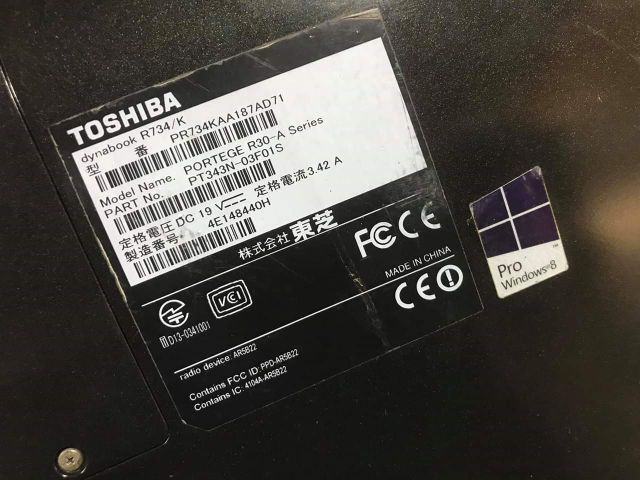 TOSHIBA
dynabook R734/K
型 番 PR734KAA187AD71
Model Name. PORTEGE R30-A Series
PART No. PT343N-03F01S
定格電圧 DC 19 V 定格電流 3.42 A
製造番号 4E148440H
株式会社 東芝
FC CE
MADE IN CHINA
VCI
D13-0341001
CE
radio device: AR5B22
Contains FCC ID: PPD-AR5B22
Contains IC: 4104A-AR5B22
Pro
Windows 8